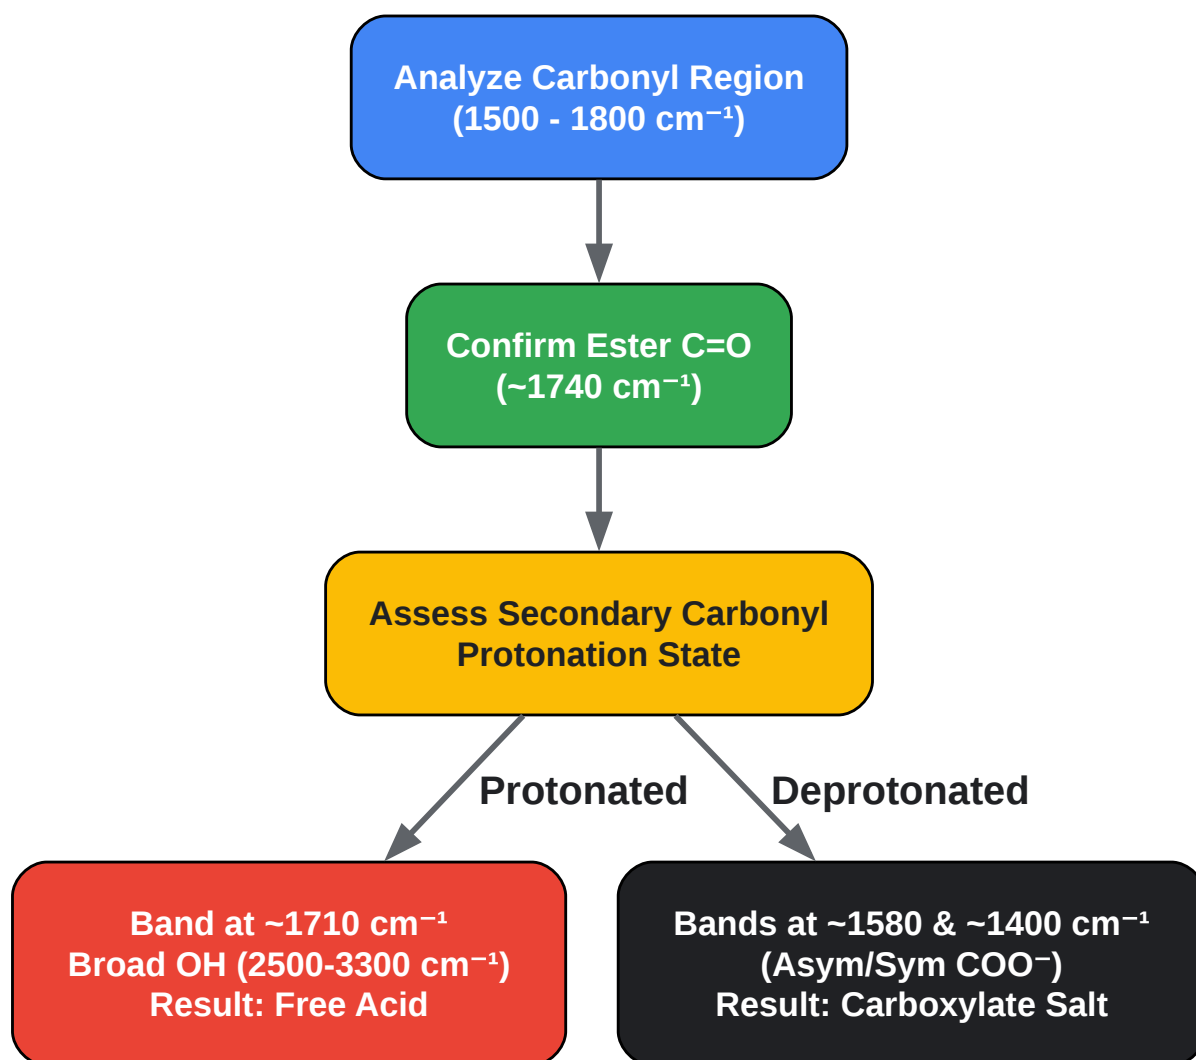 Analyze Carbonyl Region
(1500 - 1800 cm⁻¹)
Confirm Ester C=O
(~1740 cm⁻¹)
Assess Secondary Carbonyl
Protonation State
Protonated
Deprotonated
Band at ~1710 cm⁻¹
Broad OH (2500-3300 cm⁻¹)
Result: Free Acid
Bands at ~1580 & ~1400 cm⁻¹
(Asym/Sym COO⁻)
Result: Carboxylate Salt